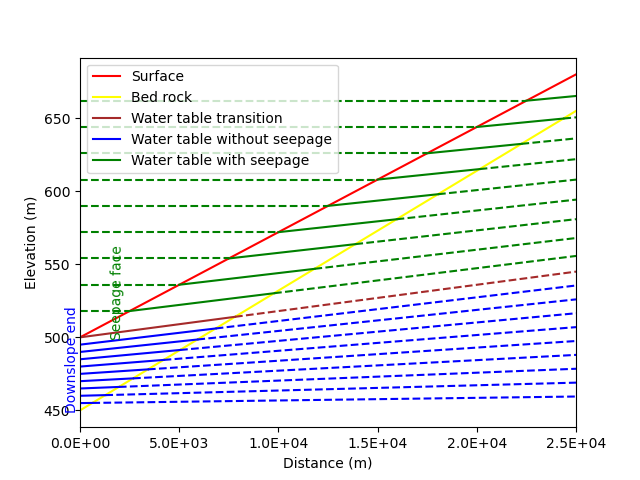 Surface
Bed rock
Water table transition
Water table without seepage
Water table with seepage
650
600
550
500
450
Elevation (m)
Seepage face
Downslope end
0.0E+00 5.0E+03 1.0E+04 1.5E+04 2.0E+04 2.5E+04
Distance (m)